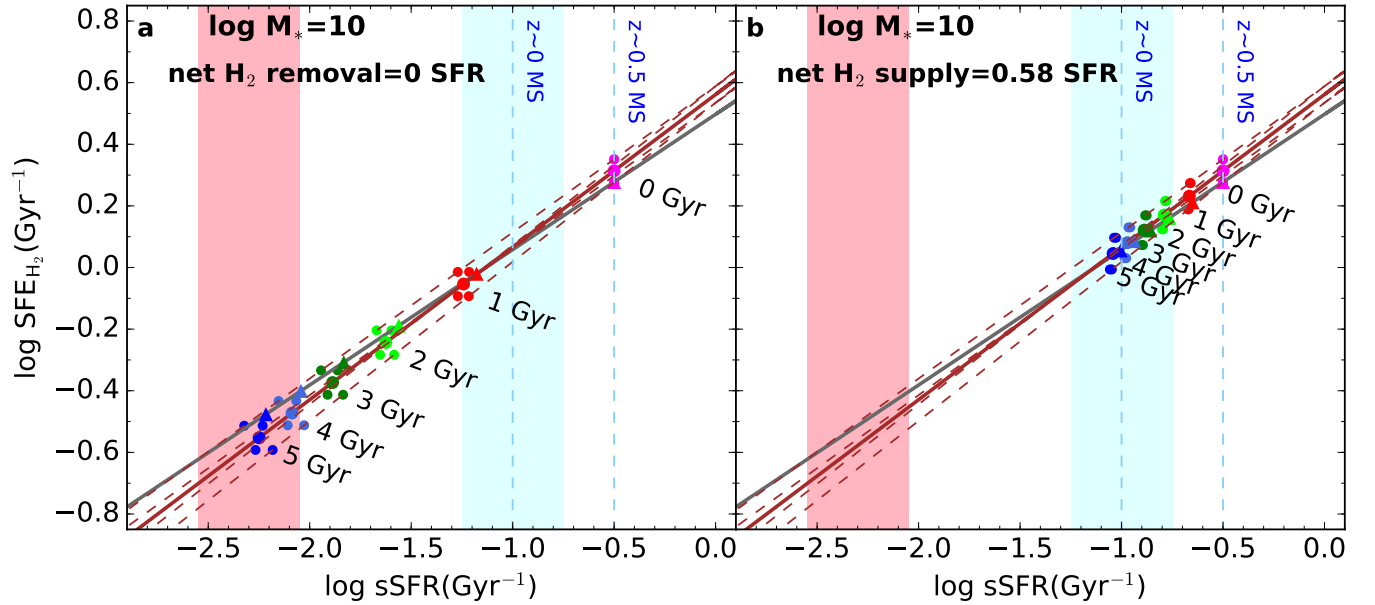 a
log M*=10
net H₂ removal=0 SFR
z~0 MS
z~0.5 MS
0 Gyr
1 Gyr
2 Gyr
3 Gyr
4 Gyr
5 Gyr
b
log M*=10
net H₂ supply=0.58 SFR
z~0 MS
z~0.5 MS
0 Gyr
1 Gyr
2 Gyr
3 Gyr
4 Gyr
5 Gyr
log SFE_H₂(Gyr⁻¹)
0.8
0.6
0.4
0.2
0.0
−0.2
−0.4
−0.6
−0.8
−2.5 −2.0 −1.5 −1.0 −0.5 0.0
−2.5 −2.0 −1.5 −1.0 −0.5 0.0
log sSFR(Gyr⁻¹)
log sSFR(Gyr⁻¹)